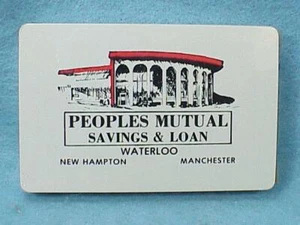 PEOPLES MUTUAL
SAVINGS & LOAN
WATERLOO
NEW HAMPTON MANCHESTER